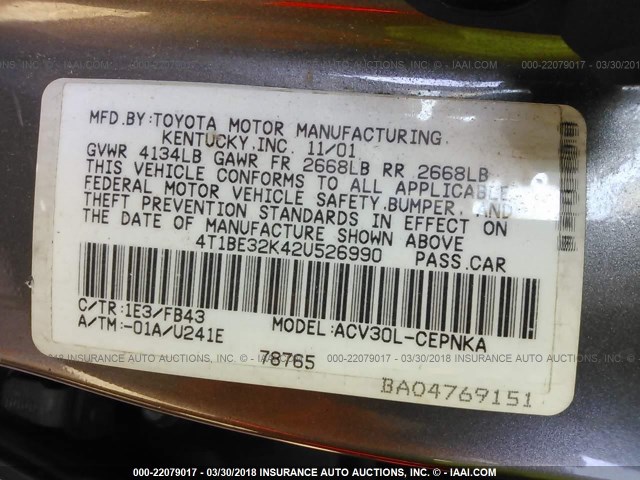 MFD.BY:TOYOTA MOTOR MANUFACTURING
KENTUCKY,INC. 11/01
GVWR 4134LB GAWR FR 2668LB RR 2668LB
THIS VEHICLE CONFORMS TO ALL APPLICABLE
FEDERAL MOTOR VEHICLE SAFETY,BUMPER, AND
THEFT PREVENTION STANDARDS IN EFFECT ON
THE DATE OF MANUFACTURE SHOWN ABOVE
4T1BE32K42U526990 PASS.CAR
C/TR:1E3/FB43
A/TM:-01A/U241E
MODEL:ACV30L-CEPNKA
78765
BA04769151
000-22079017 - 03/30/2018 INSURANCE AUTO AUCTIONS, INC. © - IAAI.COM